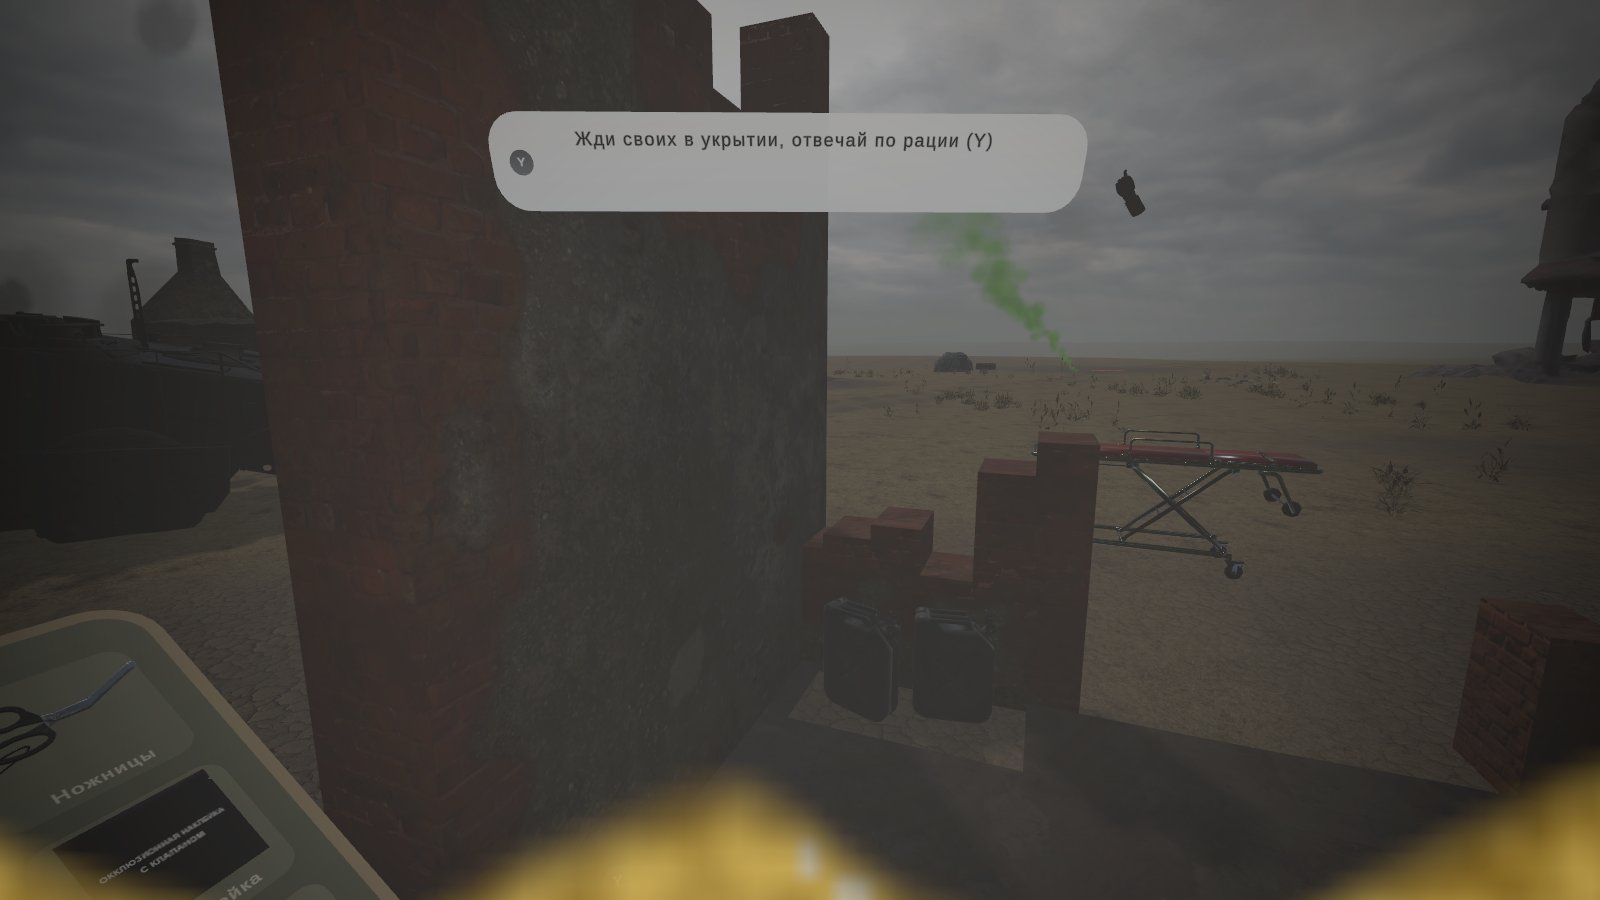 Жди своих в укрытии, отвечай по рации (Y)
Y
Ножницы
ОККЛЮЗИОННАЯ НАКЛЕЙКА
С КЛАПАНОМ